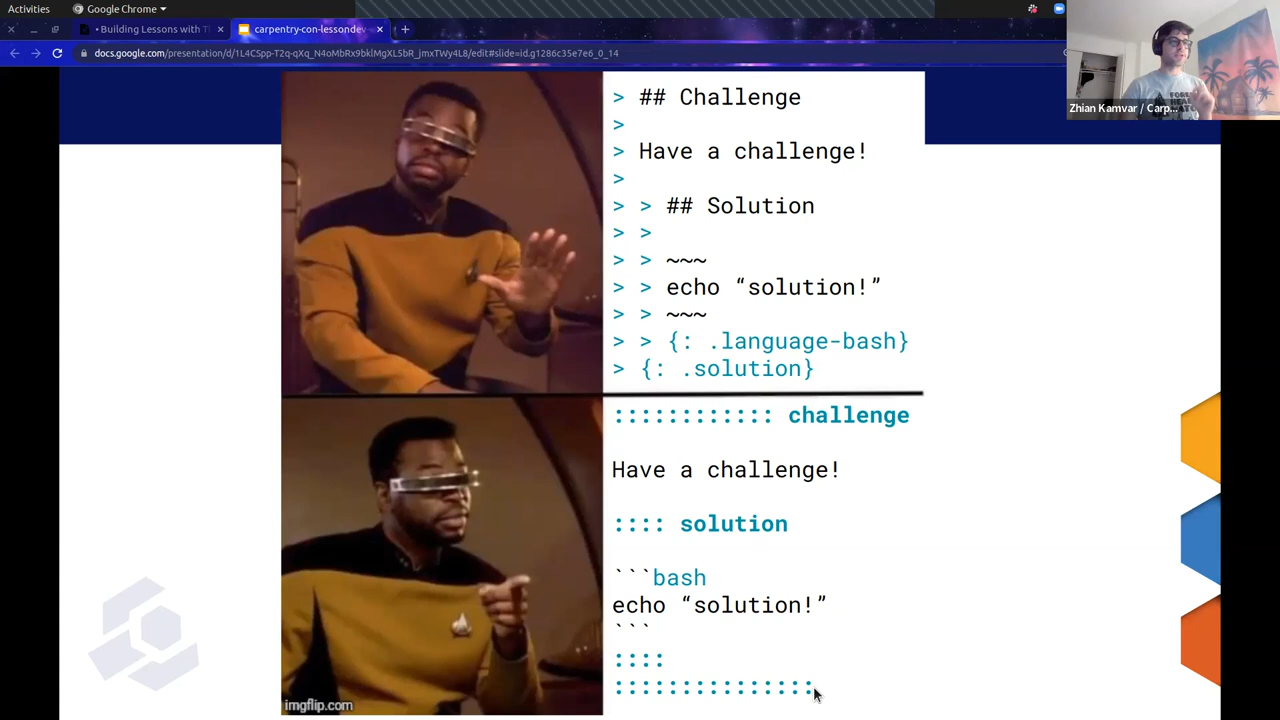 Activities
Google Chrome
• Building Lessons with T
carpentry-con-lessondev
docs.google.com/presentation/d/1L4CSpp-T2q-qXq_N4oMbRx9bklMgXL5bR_jmxTWy4L8/edit#slide=id.g1286c35e7e6_0_14
Zhian Kamvar / Carp...
> ## Challenge
>
> Have a challenge!
>
> > ## Solution
> >
> > ~~~
> > echo “solution!”
> > ~~~
> > {: .language-bash}
> {: .solution}
:::::::::::: challenge
Have a challenge!
:::: solution
```bash
echo “solution!”
```
::::
:::::::::::::::
imgflip.com